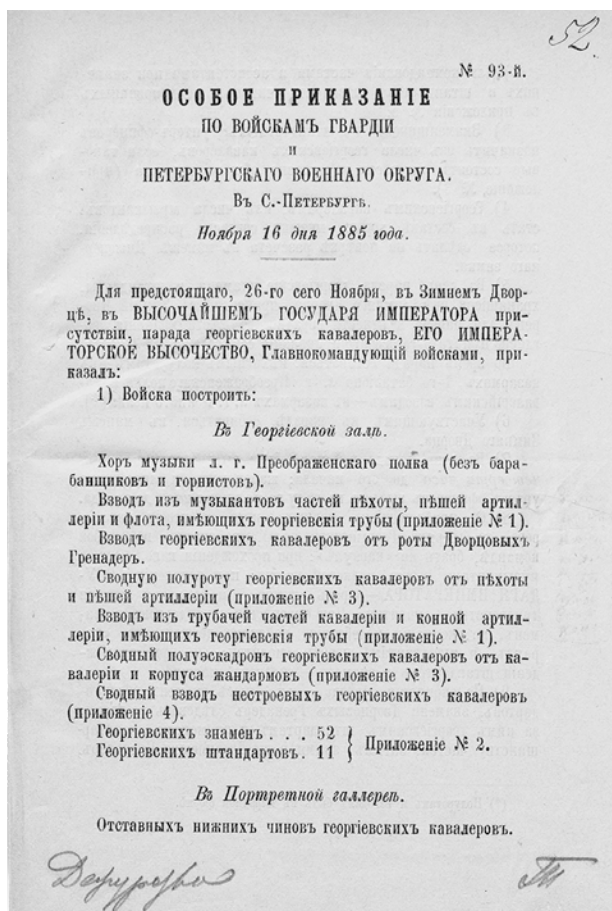 52.
№ 93-й.
ОСОБОЕ ПРИКАЗАНІЕ
ПО ВОЙСКАМЪ ГВАРДІИ
И
ПЕТЕРБУРГСКАГО ВОЕННАГО ОКРУГА.
Въ С.-Петербургѣ.
Ноября 16 дня 1885 года.
Для предстоящаго, 26-го сего Ноября, въ Зимнем Двор-
цѣ, въ ВЫСОЧАЙШЕМЪ ГОСУДАРЯ ИМПЕРАТОРА при-
сутствіи, парада георгіевскихъ кавалеровъ, ЕГО ИМПЕРА-
ТОРСКОЕ ВЫСОЧЕСТВО, Главнокомандующій войсками, при-
казалъ:
1) Войска построить:
Въ Георгіевской залѣ.
Хоръ музыки л. г. Преображенскаго полка (безъ бара-
банщиковъ и горнистовъ).
Взводъ изъ музыкантовъ частей пѣхоты, пѣшей артил-
леріи и флота, имѣющихъ георгіевскія трубы (приложеніе № 1).
Взводъ георгіевскихъ кавалеровъ отъ роты Дворцовыхъ
Гренадеръ.
Сводную полуроту георгіевскихъ кавалеровъ отъ пѣхоты
и пѣшей артиллеріи (приложеніе № 3).
Взводъ изъ трубачей частей кавалеріи и конной артил-
леріи, имѣющихъ георгіевскія трубы (приложеніе № 1).
Сводный полуэскадронъ георгіевскихъ кавалеровъ отъ ка-
валеріи и корпуса жандармовъ (приложеніе № 3).
Сводный взводъ нестроевыхъ георгіевскихъ кавалеровъ
(приложеніе 4).
Георгіевскихъ знаменъ . . . 52
Георгіевскихъ штандартовъ . 11 } Приложеніе № 2.
Въ Портретной галлереѣ.
Отставныхъ нижнихъ чиновъ георгіевскихъ кавалеровъ.